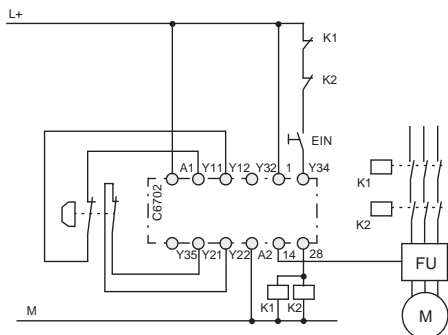 L+
K1
K2
EIN
A1 Y11 Y12 Y32 1 Y34
C6702
K1
K2
Y35 Y21 Y22 A2 14 28
FU
K1 K2
M
M